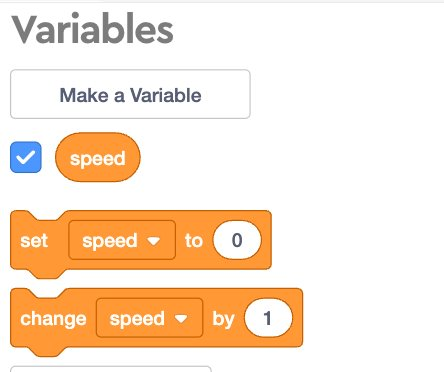 Variables
Make a Variable
speed
set speed to 0
change speed by 1